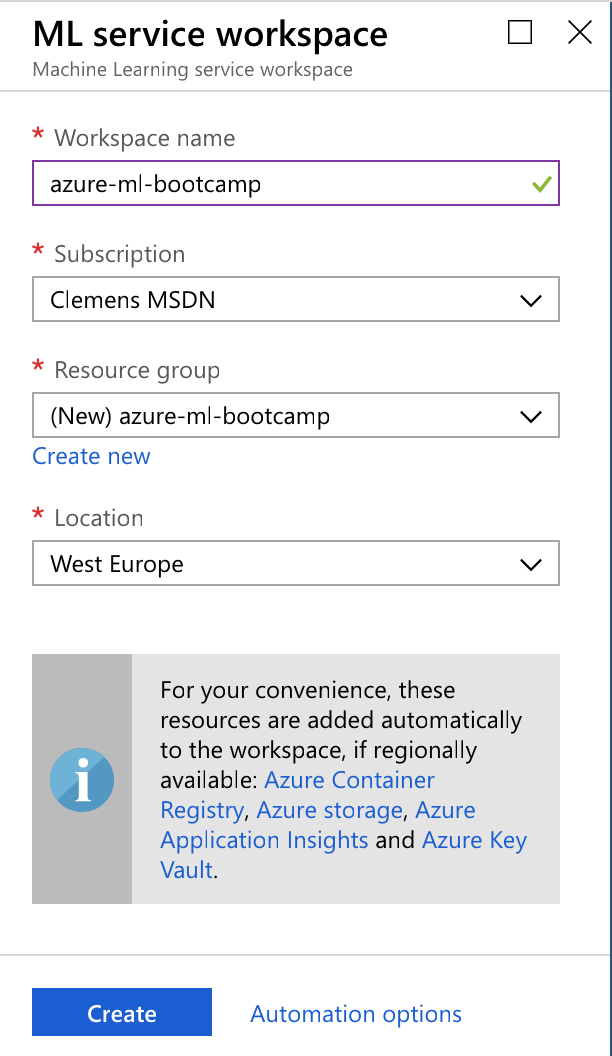 ML service workspace
Machine Learning service workspace
* Workspace name
azure-ml-bootcamp
* Subscription
Clemens MSDN
* Resource group
(New) azure-ml-bootcamp
Create new
* Location
West Europe
For your convenience, these
resources are added automatically
to the workspace, if regionally
available: Azure Container
Registry, Azure storage, Azure
Application Insights and Azure Key
Vault.
Create Automation options